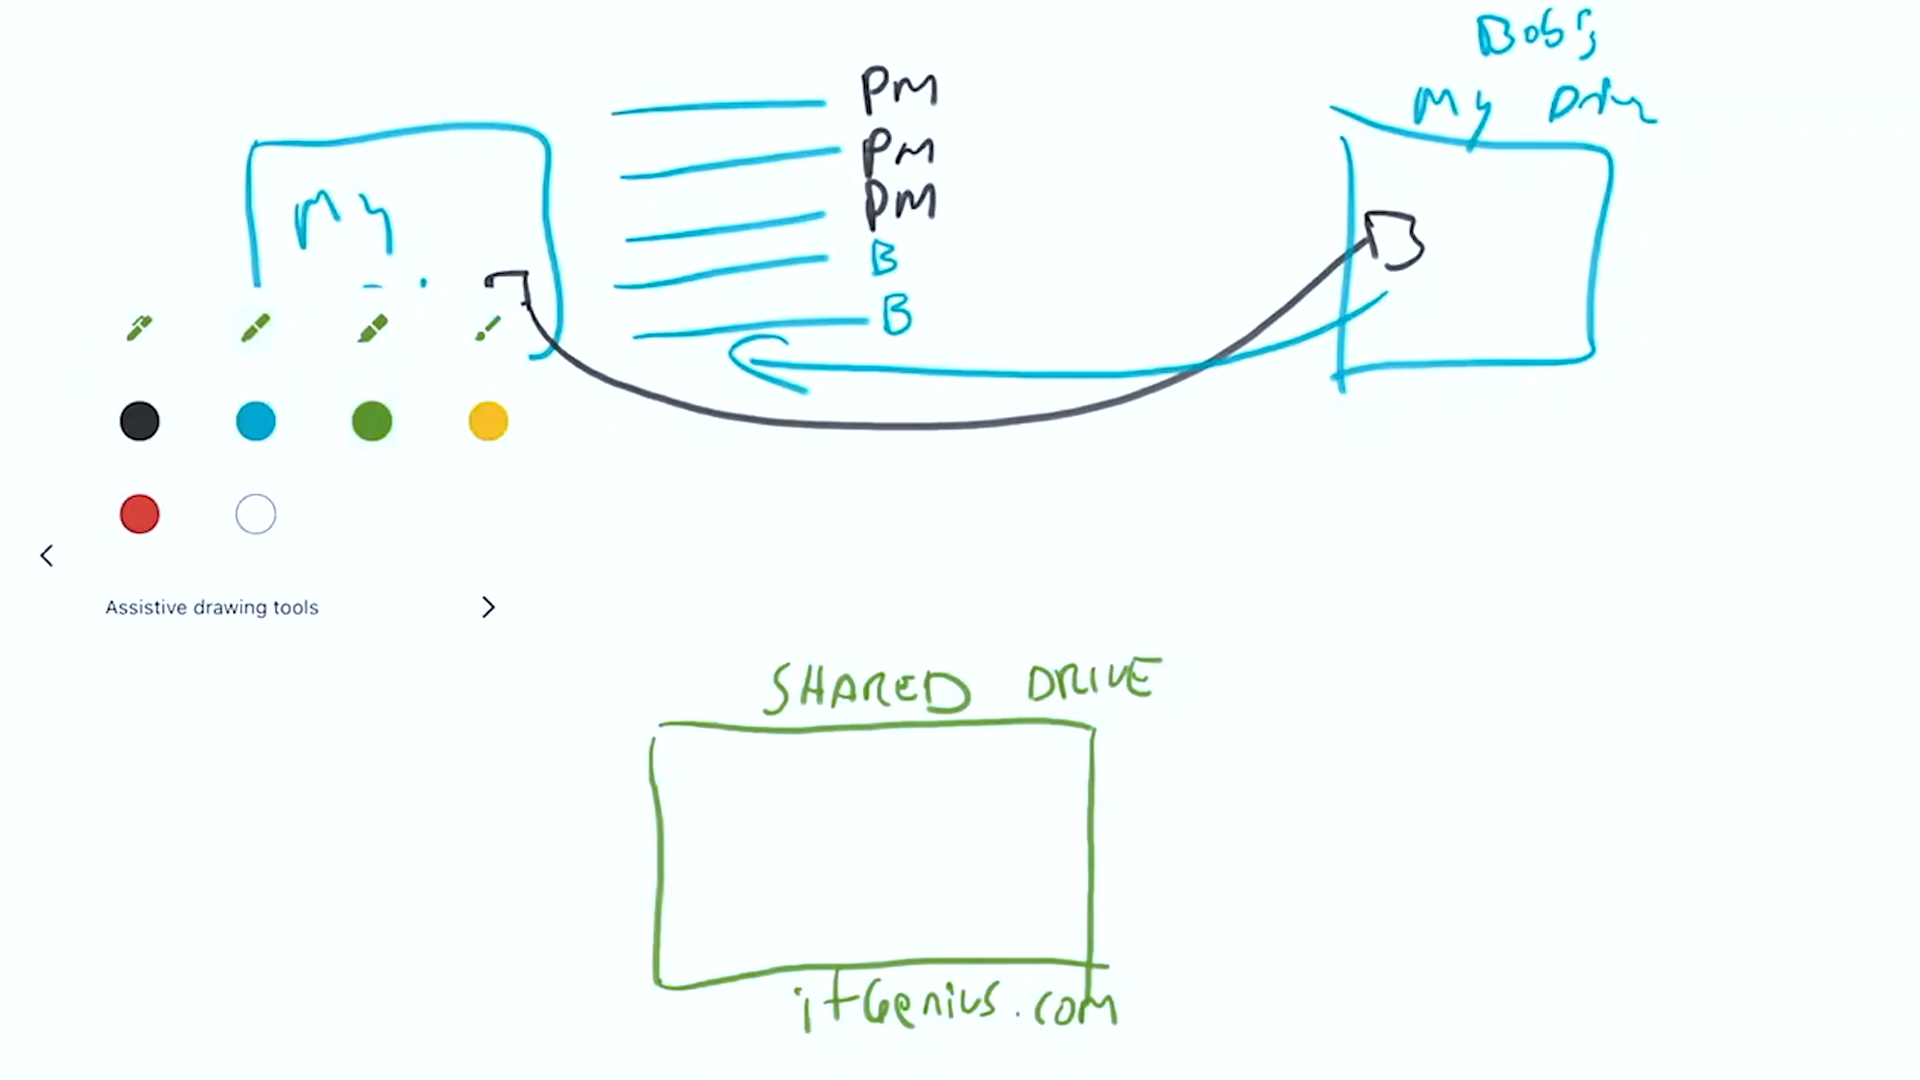 Bob's
My Drive
PM
PM
PM
B
B
My
Assistive drawing tools
SHARED DRIVE
itGenius.com